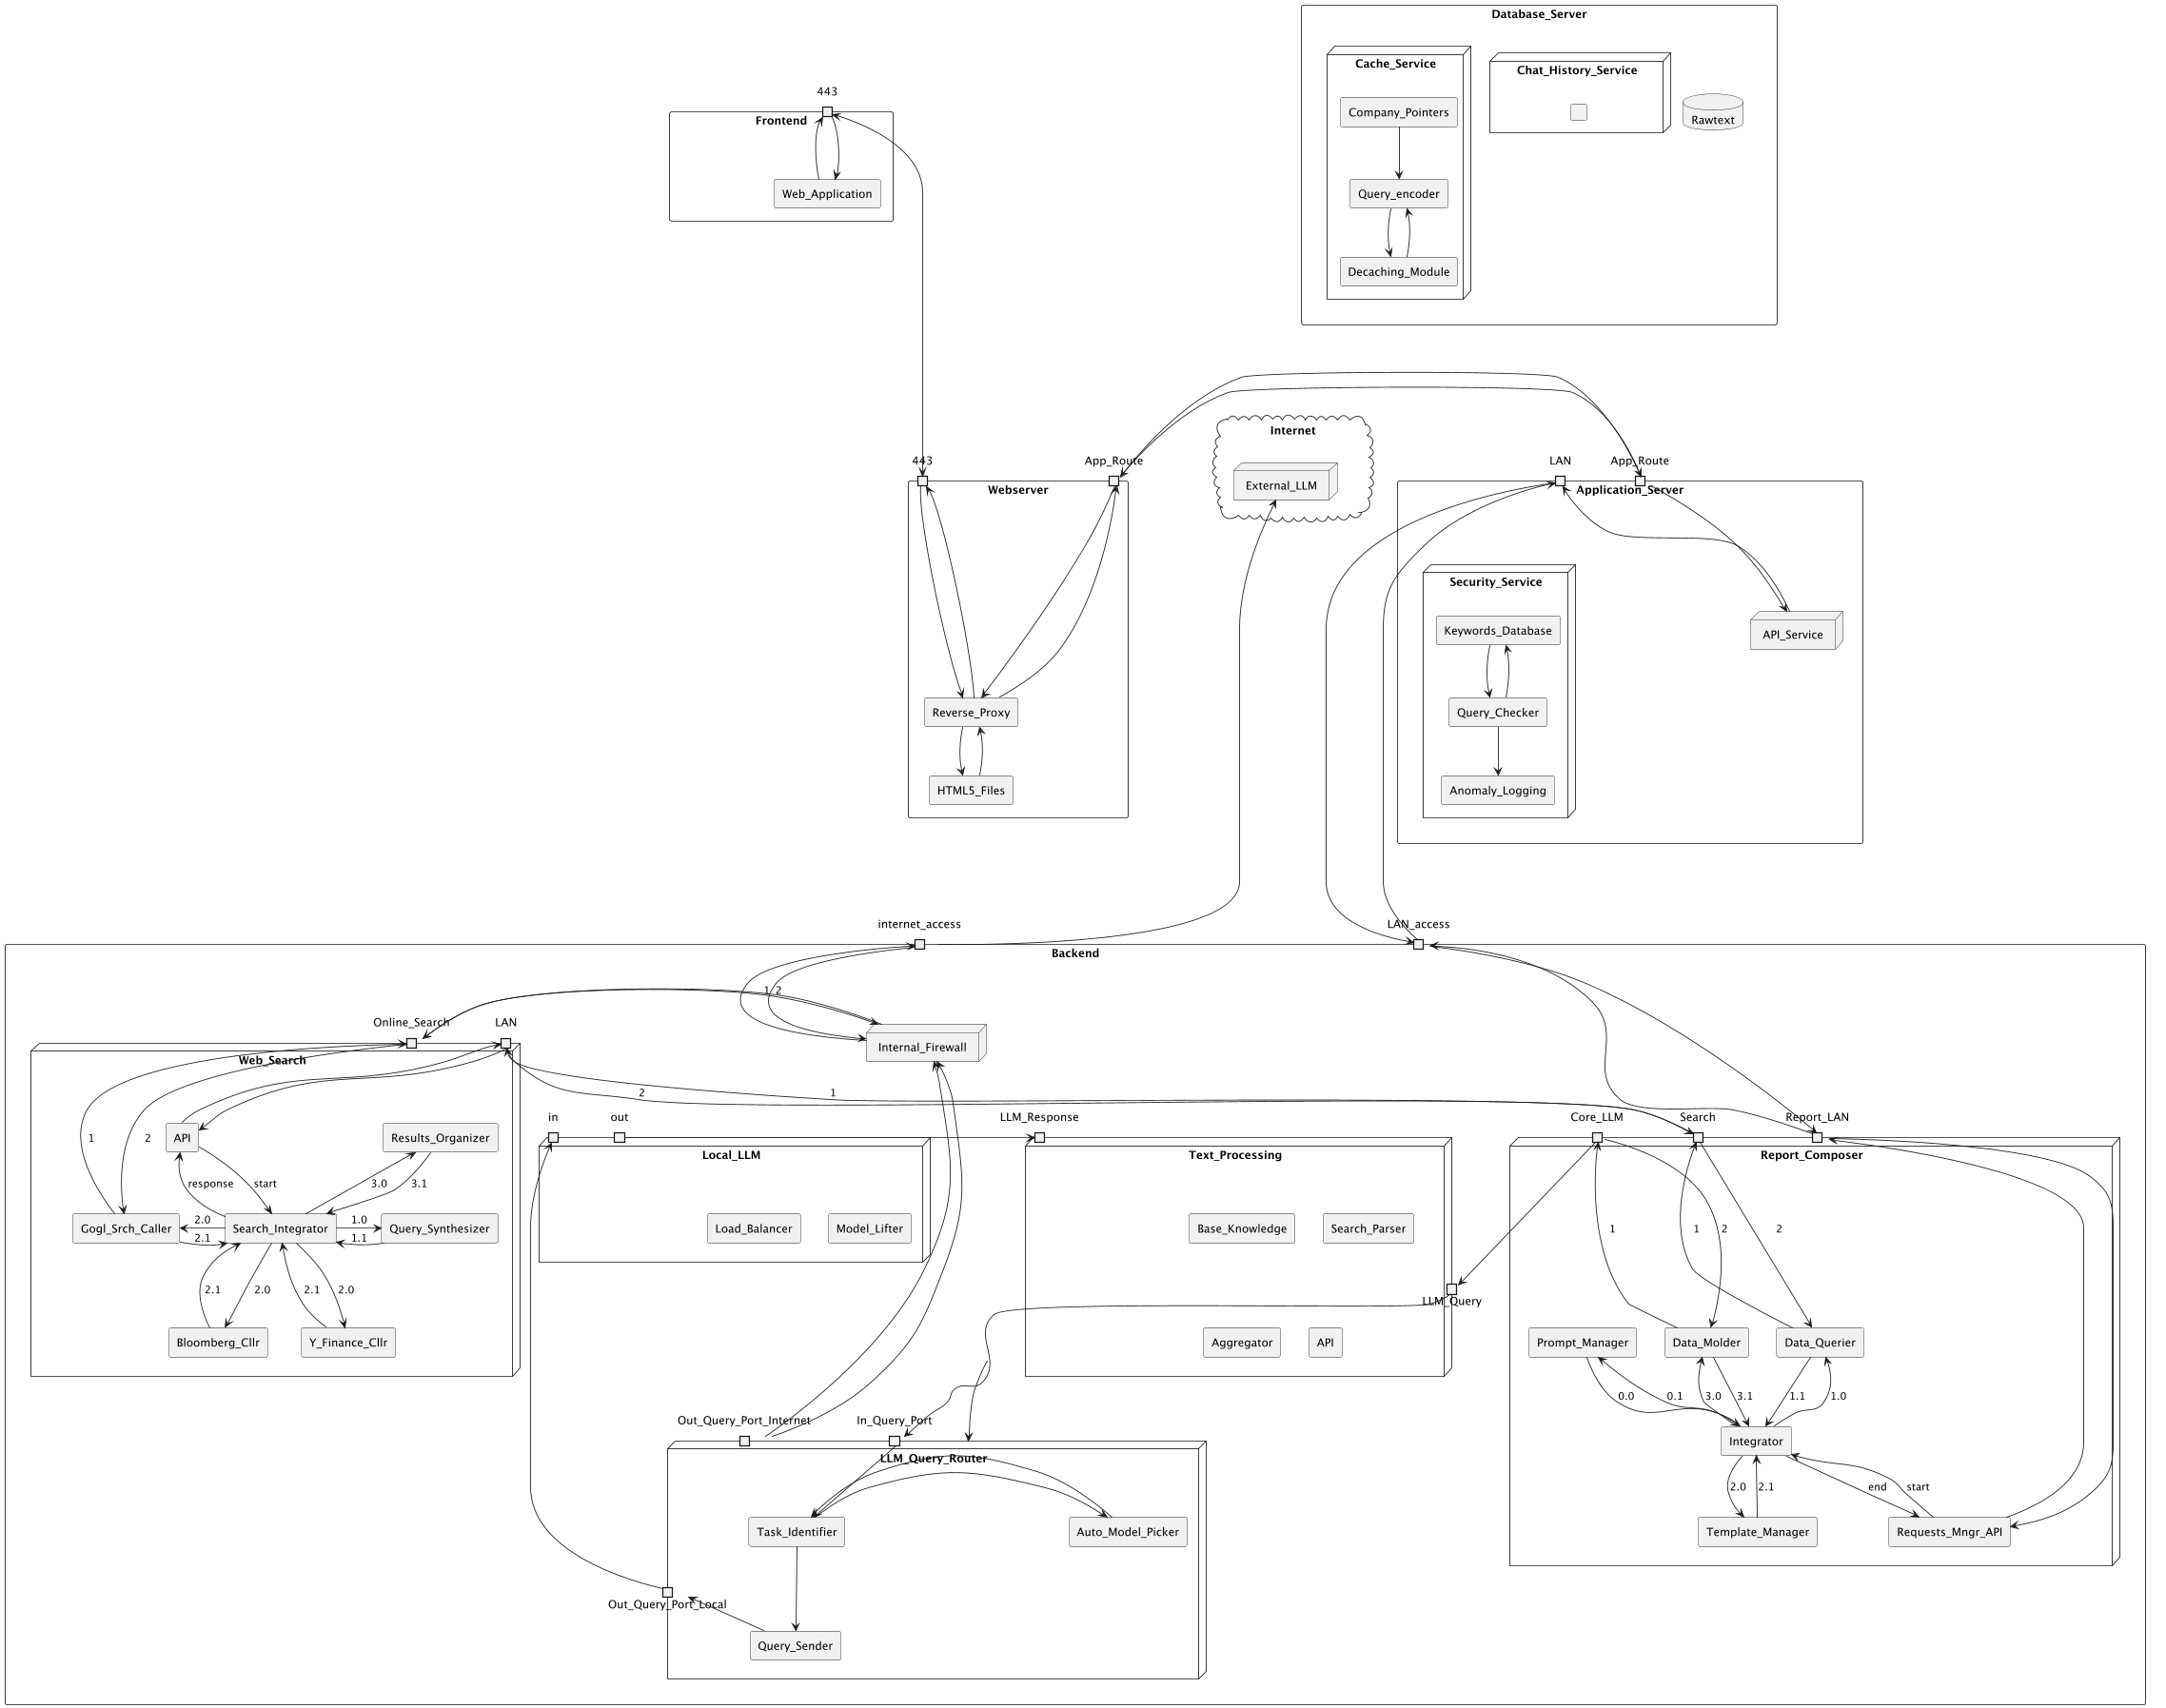 Database_Server
Cache_Service
Chat_History_Service
443
Frontend
Company_Pointers
Rawtext
Web_Application
Query_encoder
Decaching_Module
Internet
443
App_Route
LAN
App_Route
Webserver
External_LLM
Application_Server
Security_Service
Keywords_Database
API_Service
Reverse_Proxy
Query_Checker
HTML5_Files
Anomaly_Logging
internet_access
LAN_access
Backend
1
2
Online_Search
LAN
Internal_Firewall
Web_Search
2
1
in
out
LLM_Response
Core_LLM
Search
Report_LAN
1
2
API
Results_Organizer
Local_LLM
Text_Processing
Report_Composer
response
start
3.0
3.1
Gogl_Srch_Caller
2.0
2.1
Search_Integrator
1.0
1.1
Query_Synthesizer
Load_Balancer
Model_Lifter
Base_Knowledge
Search_Parser
1
2
1
2
2.1
2.0
2.1
2.0
LLM_Query
Bloomberg_Cllr
Y_Finance_Cllr
Aggregator
API
Prompt_Manager
Data_Molder
Data_Querier
0.0
0.1
3.0
3.1
1.1
1.0
Out_Query_Port_Internet
In_Query_Port
Integrator
LLM_Query_Router
2.0
2.1
end
start
Task_Identifier
Auto_Model_Picker
Template_Manager
Requests_Mngr_API
Out_Query_Port_Local
Query_Sender